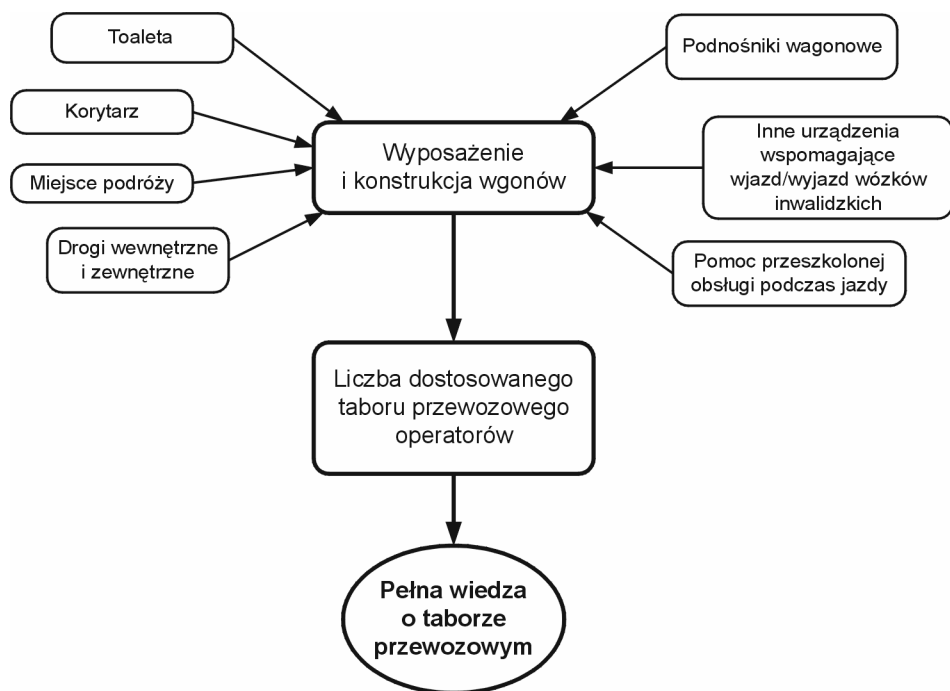 Toaleta
Podnośniki wagonowe
Korytarz
Wyposażenie
i konstrukcja wgonów
Inne urządzenia
wspomagające
wjazd/wyjazd wózków
inwalidzkich
Miejsce podróży
Drogi wewnętrzne
i zewnętrzne
Pomoc przeszkolonej
obsługi podczas jazdy
Liczba dostosowanego
taboru przewozowego
operatorów
Pełna wiedza
o taborze
przewozowym